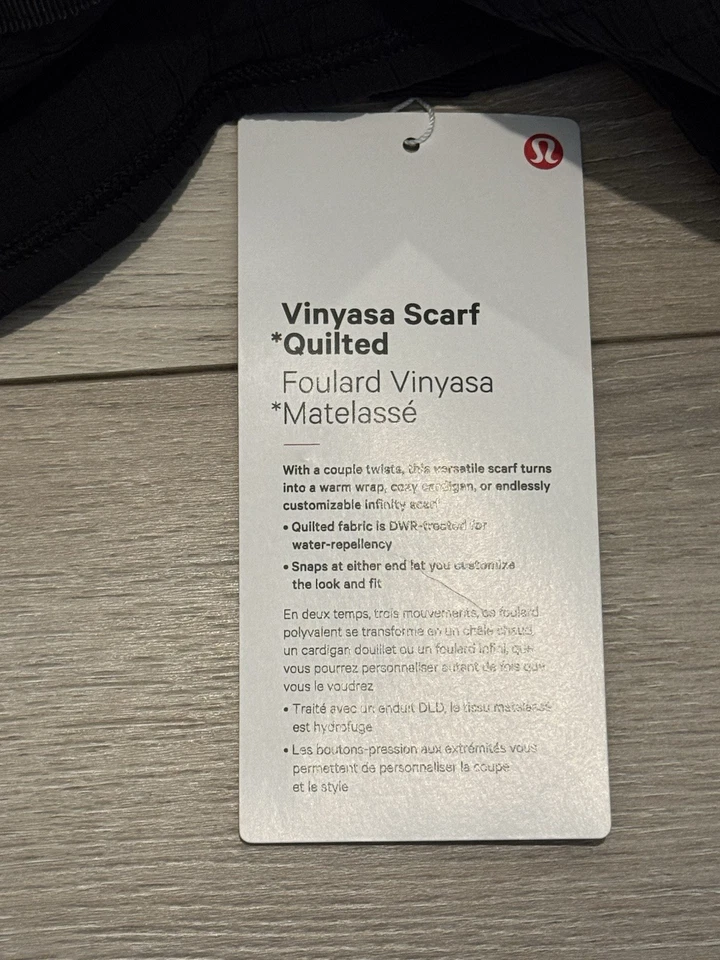 Vinyasa Scarf
*Quilted
Foulard Vinyasa
*Matelassé
With a couple twists, this versatile scarf turns
into a warm wrap, cozy cardigan, or endlessly
customizable infinity scarf
• Quilted fabric is DWR-treated for
water-repellency
• Snaps at either end let you customize
the look and fit
En deux temps, trois mouvements, ce foulard
polyvalent se transforme en un châle chaud,
un cardigan douillet ou un foulard infini, que
vous pourrez personnaliser autant de fois que
vous le voudrez
• Traité avec un enduit DLD, le tissu matelassé
est hydrofuge
• Les boutons-pression aux extrémités vous
permettent de personnaliser la coupe
et le style